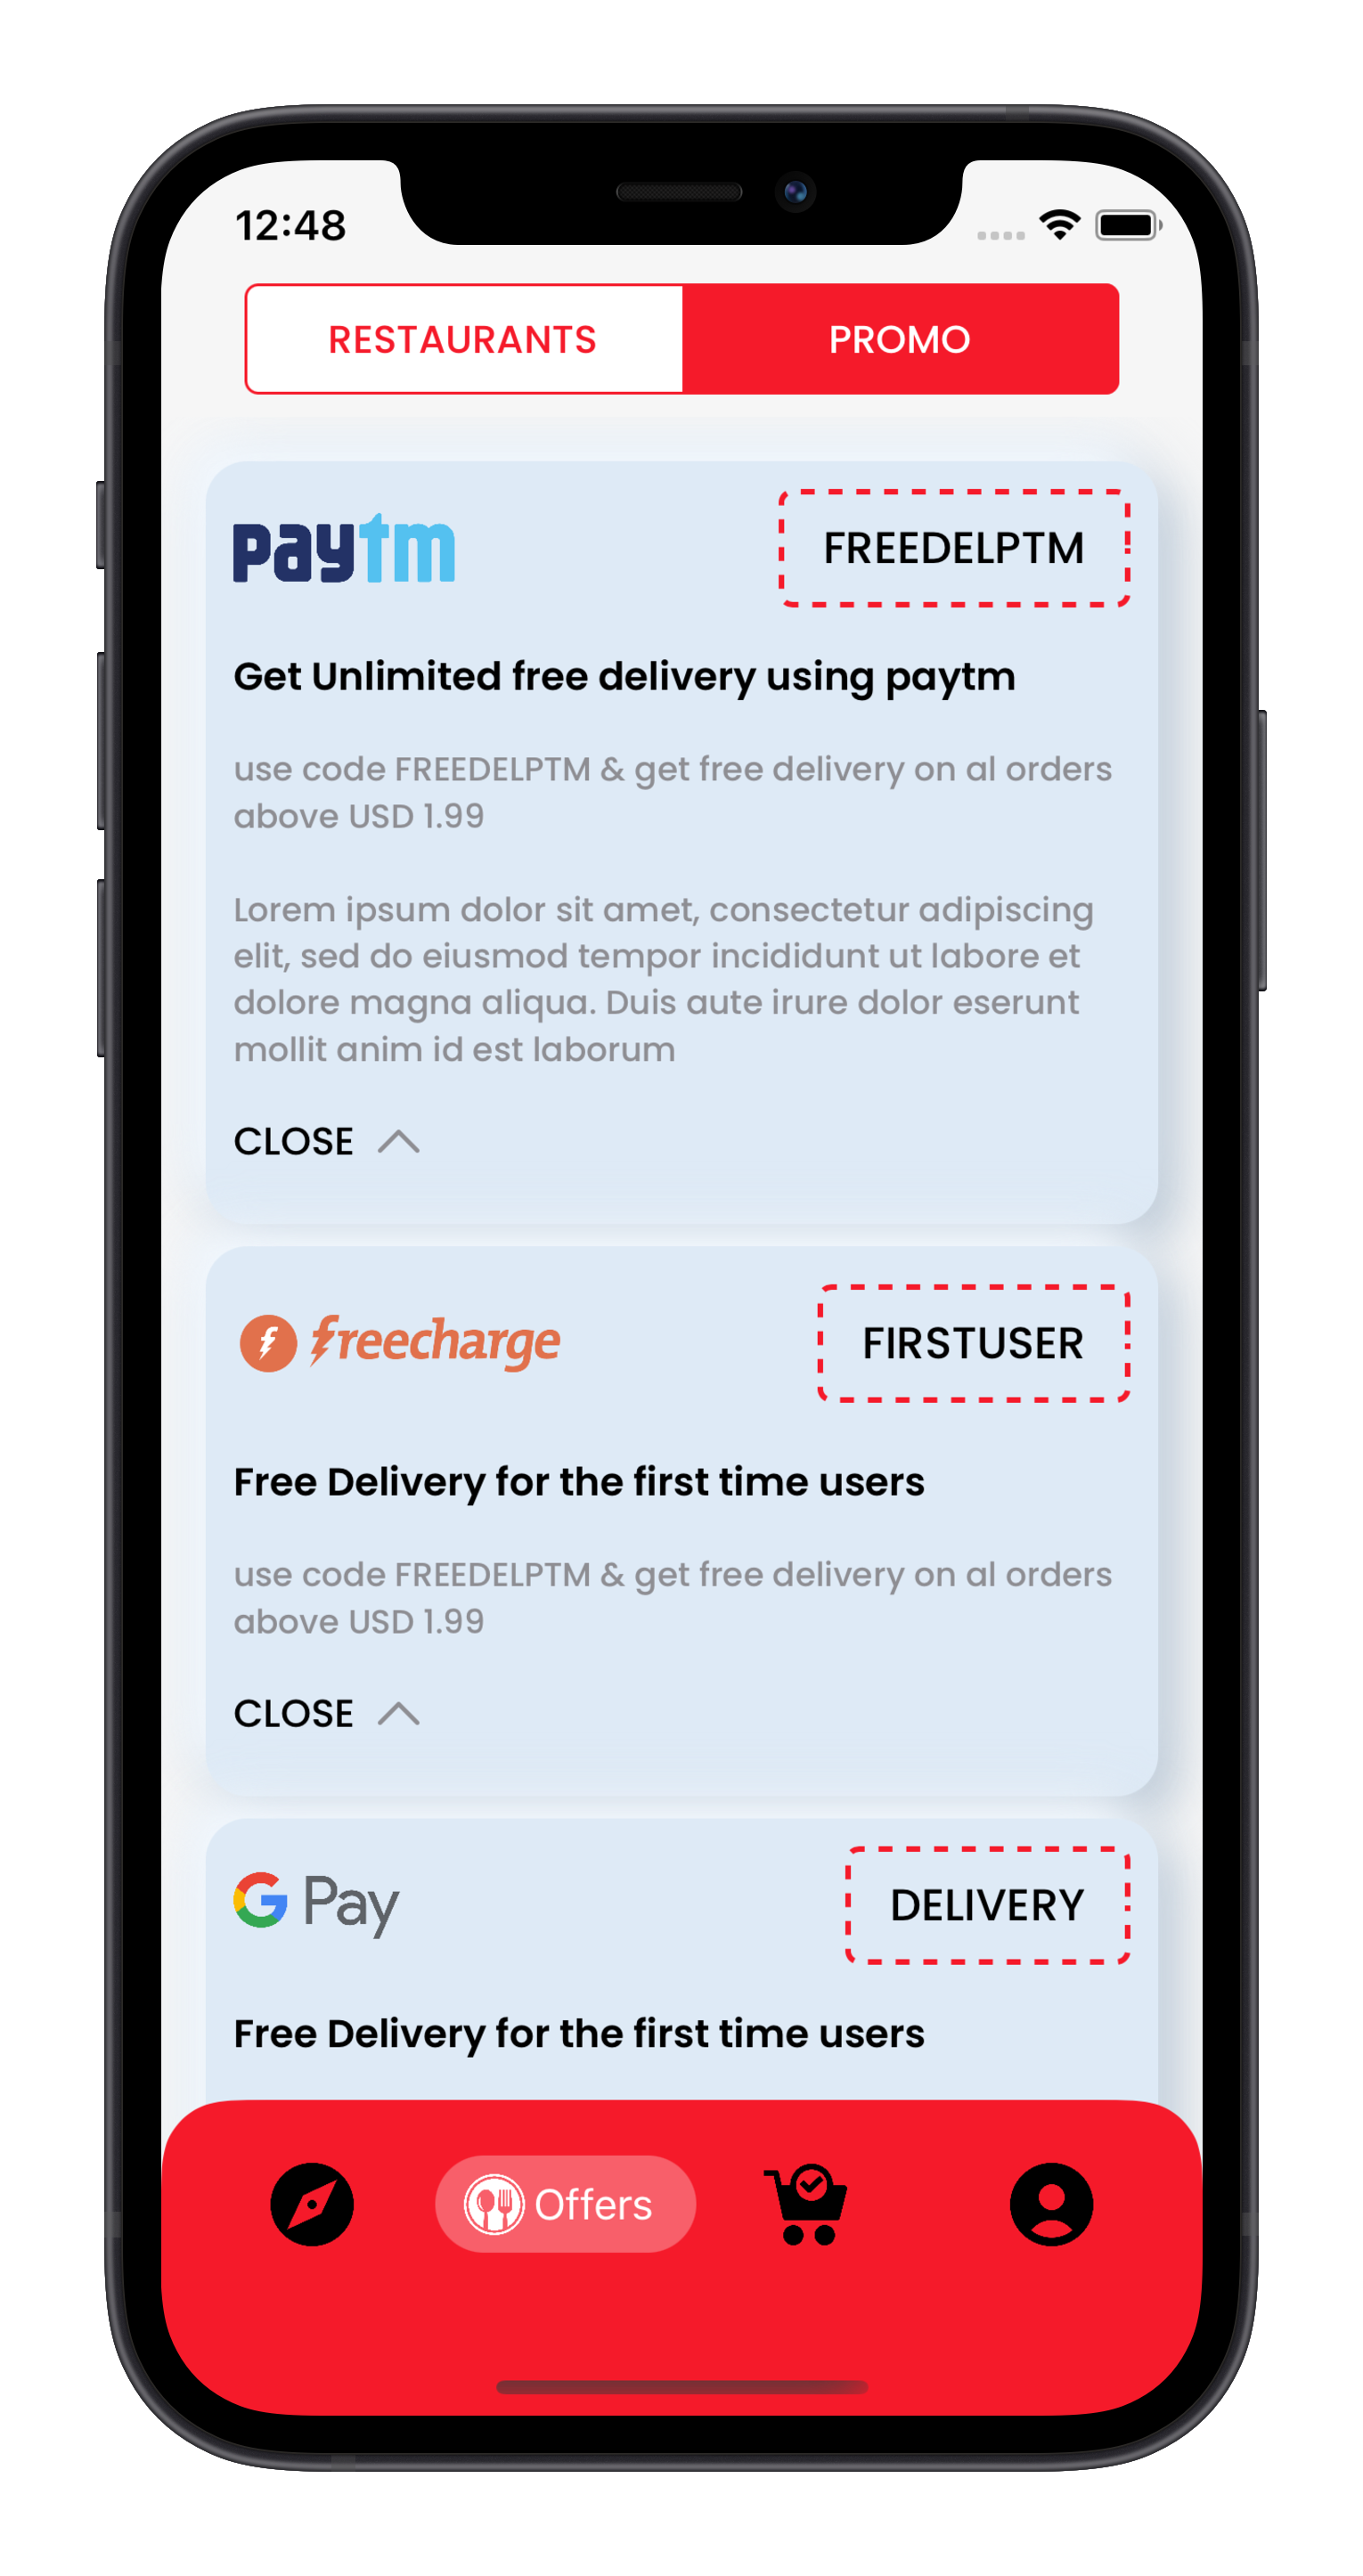 12:48
RESTAURANTS
PROMO
paytm
FREEDELPTM
Get Unlimited free delivery using paytm
use code FREEDELPTM & get free delivery on al orders
above USD 1.99
Lorem ipsum dolor sit amet, consectetur adipiscing
elit, sed do eiusmod tempor incididunt ut labore et
dolore magna aliqua. Duis aute irure dolor eserunt
mollit anim id est laborum
CLOSE
freecharge
FIRSTUSER
Free Delivery for the first time users
use code FREEDELPTM & get free delivery on al orders
above USD 1.99
CLOSE
G Pay
DELIVERY
Free Delivery for the first time users
Offers